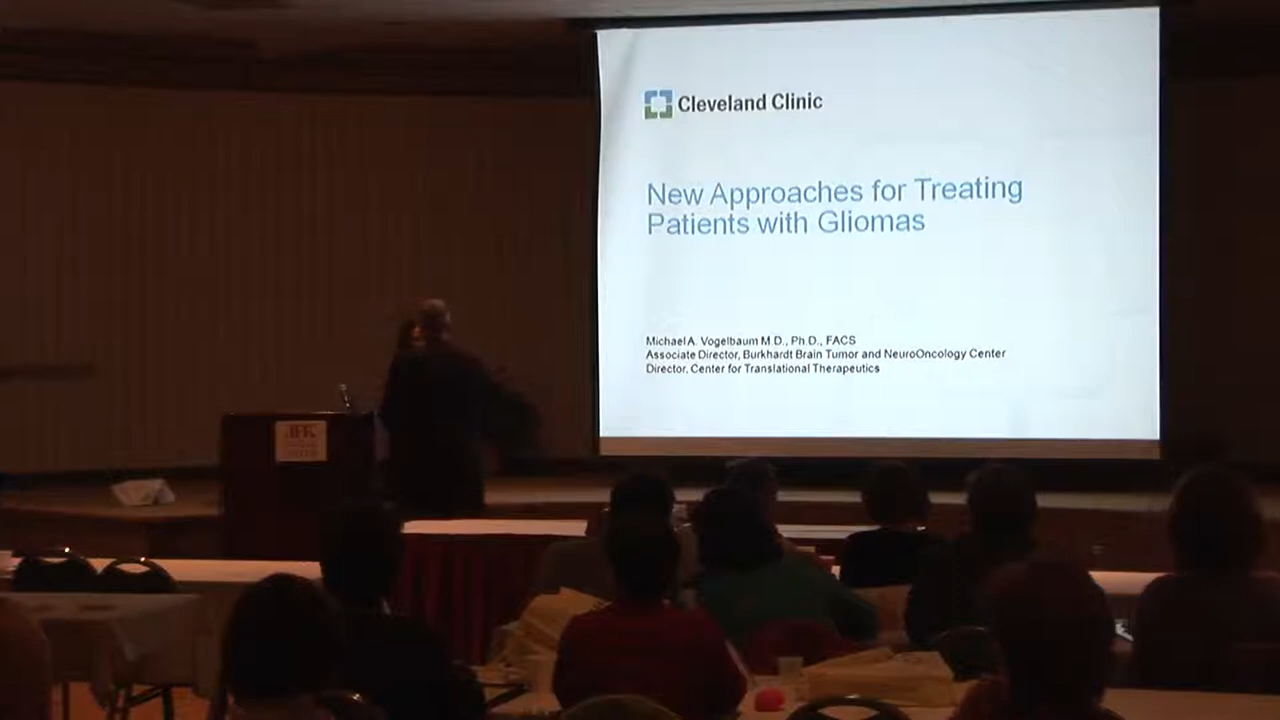 Cleveland Clinic
New Approaches for Treating
Patients with Gliomas
Michael A. Vogelbaum M.D., Ph.D., FACS
Associate Director, Burkhardt Brain Tumor and NeuroOncology Center
Director, Center for Translational Therapeutics
JFK